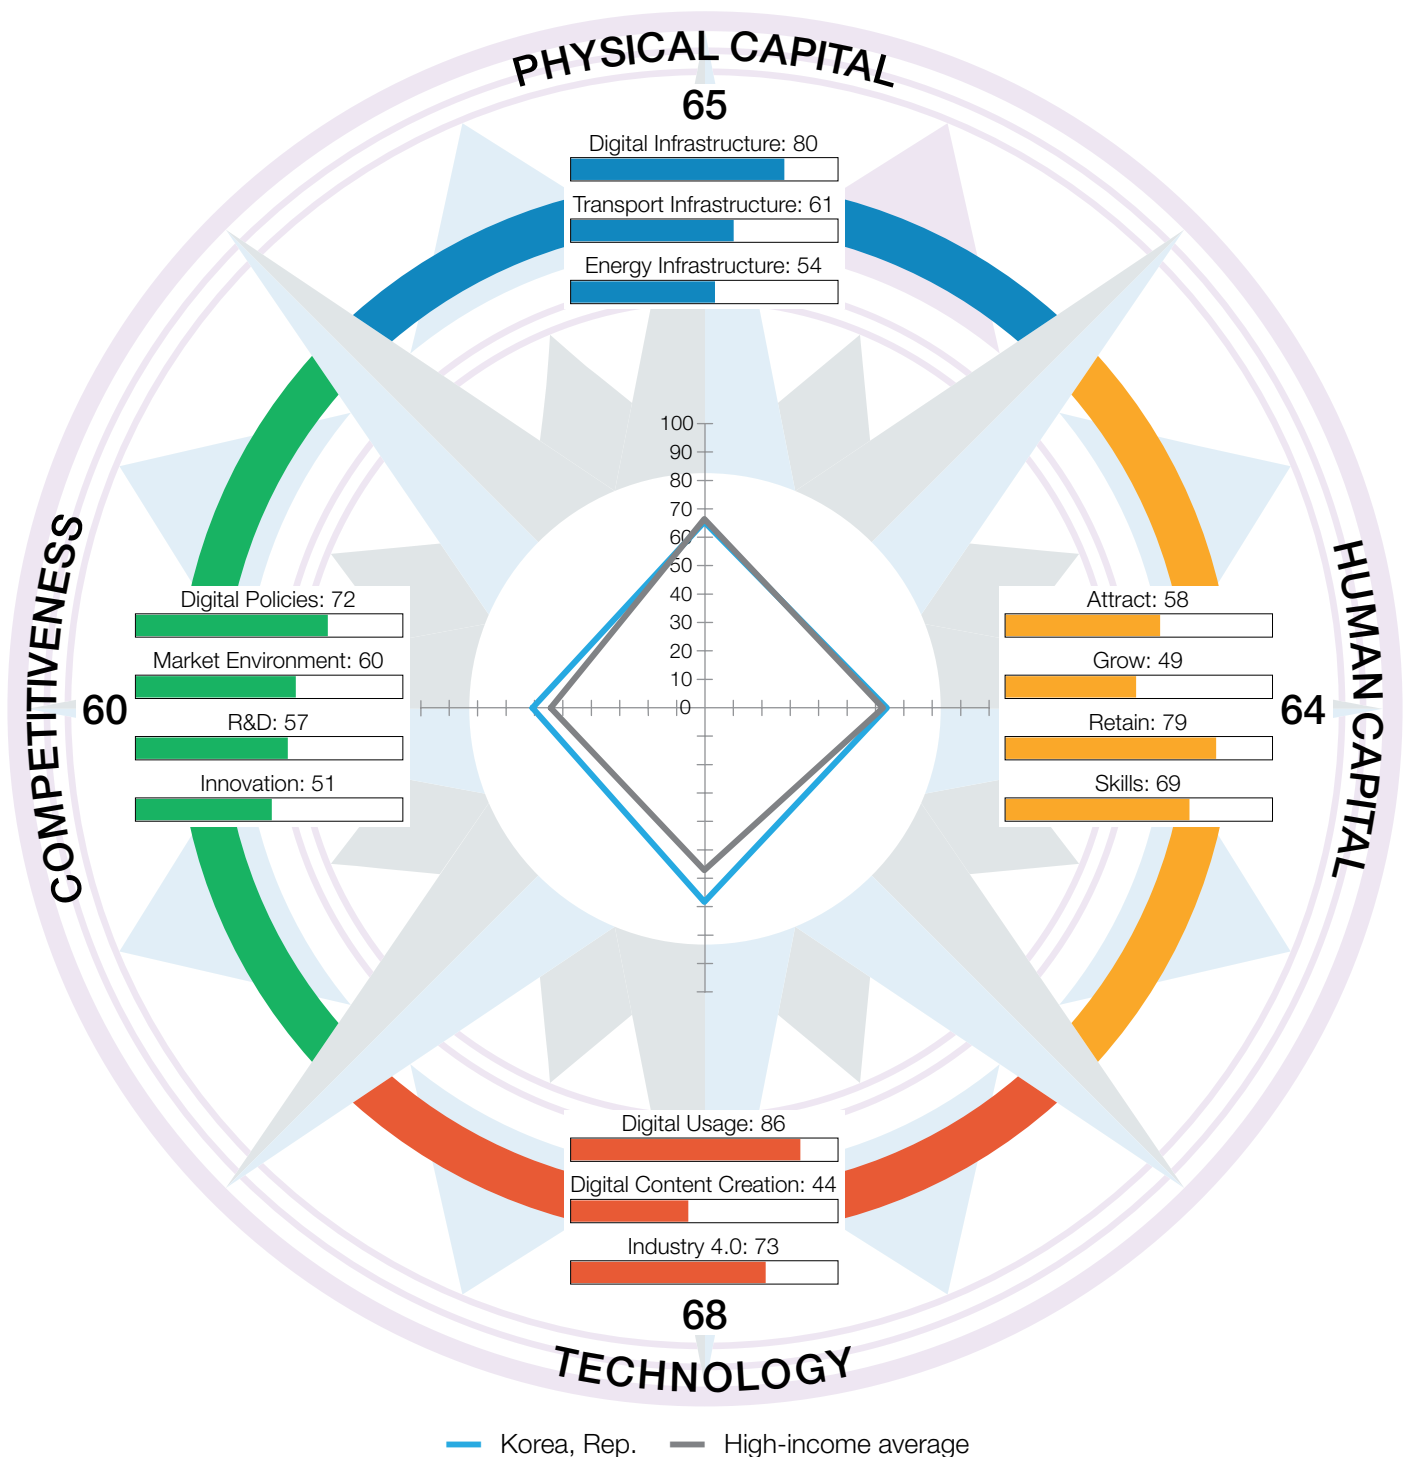 PHYSICAL CAPITAL
65
Digital Infrastructure: 80
Transport Infrastructure: 61
Energy Infrastructure: 54
100
90
80
70
60
50
40
30
20
10
0
COMPETITIVENESS
60
Digital Policies: 72
Market Environment: 60
R&D: 57
Innovation: 51
HUMAN CAPITAL
64
Attract: 58
Grow: 49
Retain: 79
Skills: 69
Digital Usage: 86
Digital Content Creation: 44
Industry 4.0: 73
68
TECHNOLOGY
Korea, Rep.
High-income average